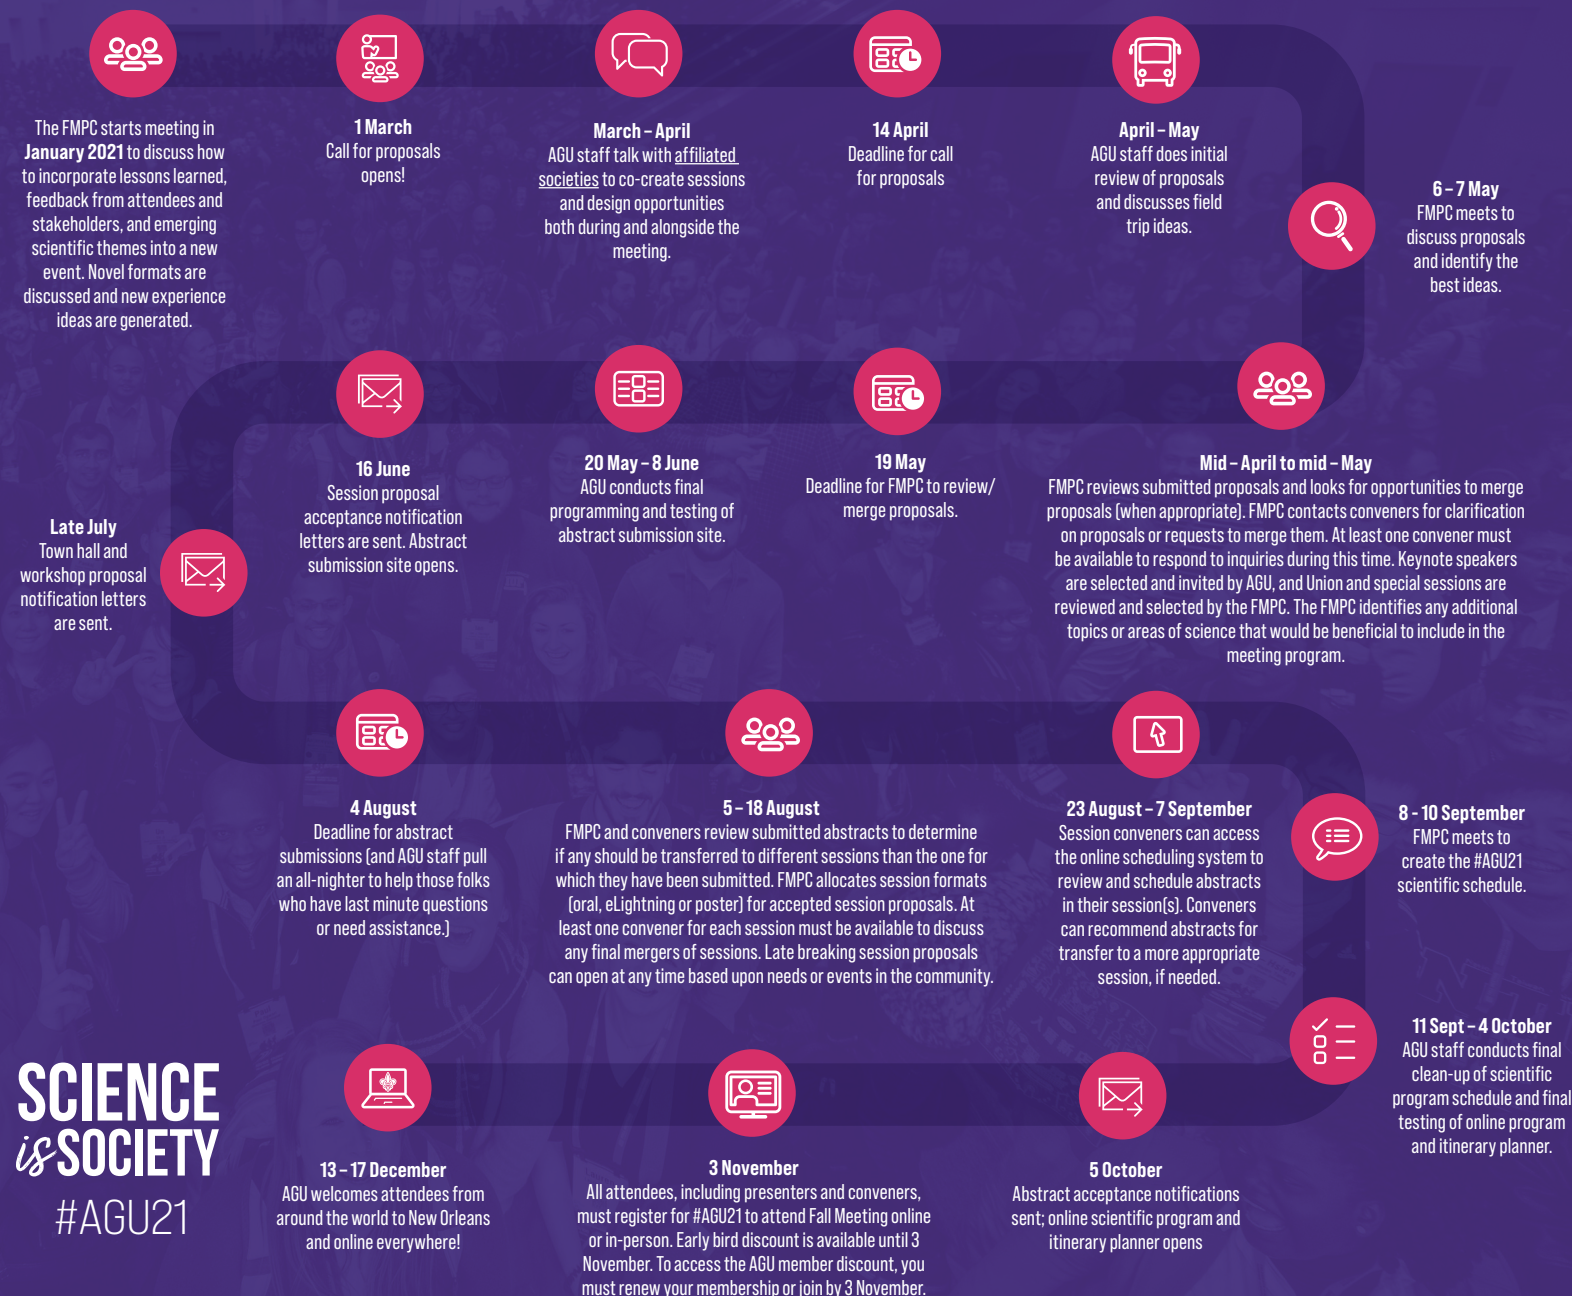 The FMPC starts meeting in
January 2021 to discuss how
to incorporate lessons learned,
feedback from attendees and
stakeholders, and emerging
scientific themes into a new
event. Novel formats are
discussed and new experience
ideas are generated.
1 March
Call for proposals
opens!
March – April
AGU staff talk with affiliated
societies to co-create sessions
and design opportunities
both during and alongside the
meeting.
14 April
Deadline for call
for proposals
April – May
AGU staff does initial
review of proposals
and discusses field
trip ideas.
6 – 7 May
FMPC meets to
discuss proposals
and identify the
best ideas.
Mid – April to mid – May
FMPC reviews submitted proposals and looks for opportunities to merge
proposals (when appropriate). FMPC contacts conveners for clarification
on proposals or requests to merge them. At least one convener must
be available to respond to inquiries during this time. Keynote speakers
are selected and invited by AGU, and Union and special sessions are
reviewed and selected by the FMPC. The FMPC identifies any additional
topics or areas of science that would be beneficial to include in the
meeting program.
19 May
Deadline for FMPC to review/
merge proposals.
20 May – 8 June
AGU conducts final
programming and testing of
abstract submission site.
16 June
Session proposal
acceptance notification
letters are sent. Abstract
submission site opens.
Late July
Town hall and
workshop proposal
notification letters
are sent.
4 August
Deadline for abstract
submissions (and AGU staff pull
an all-nighter to help those folks
who have last minute questions
or need assistance.)
5 – 18 August
FMPC and conveners review submitted abstracts to determine
if any should be transferred to different sessions than the one for
which they have been submitted. FMPC allocates session formats
(oral, eLightning or poster) for accepted session proposals. At
least one convener for each session must be available to discuss
any final mergers of sessions. Late breaking session proposals
can open at any time based upon needs or events in the community.
23 August – 7 September
Session conveners can access
the online scheduling system to
review and schedule abstracts
in their session(s). Conveners
can recommend abstracts for
transfer to a more appropriate
session, if needed.
8 - 10 September
FMPC meets to
create the #AGU21
scientific schedule.
11 Sept – 4 October
AGU staff conducts final
clean-up of scientific
program schedule and final
testing of online program
and itinerary planner.
5 October
Abstract acceptance notifications
sent; online scientific program and
itinerary planner opens
3 November
All attendees, including presenters and conveners,
must register for #AGU21 to attend Fall Meeting online
or in-person. Early bird discount is available until 3
November. To access the AGU member discount, you
must renew your membership or join by 3 November.
13 – 17 December
AGU welcomes attendees from
around the world to New Orleans
and online everywhere!
SCIENCE
is SOCIETY
#AGU21